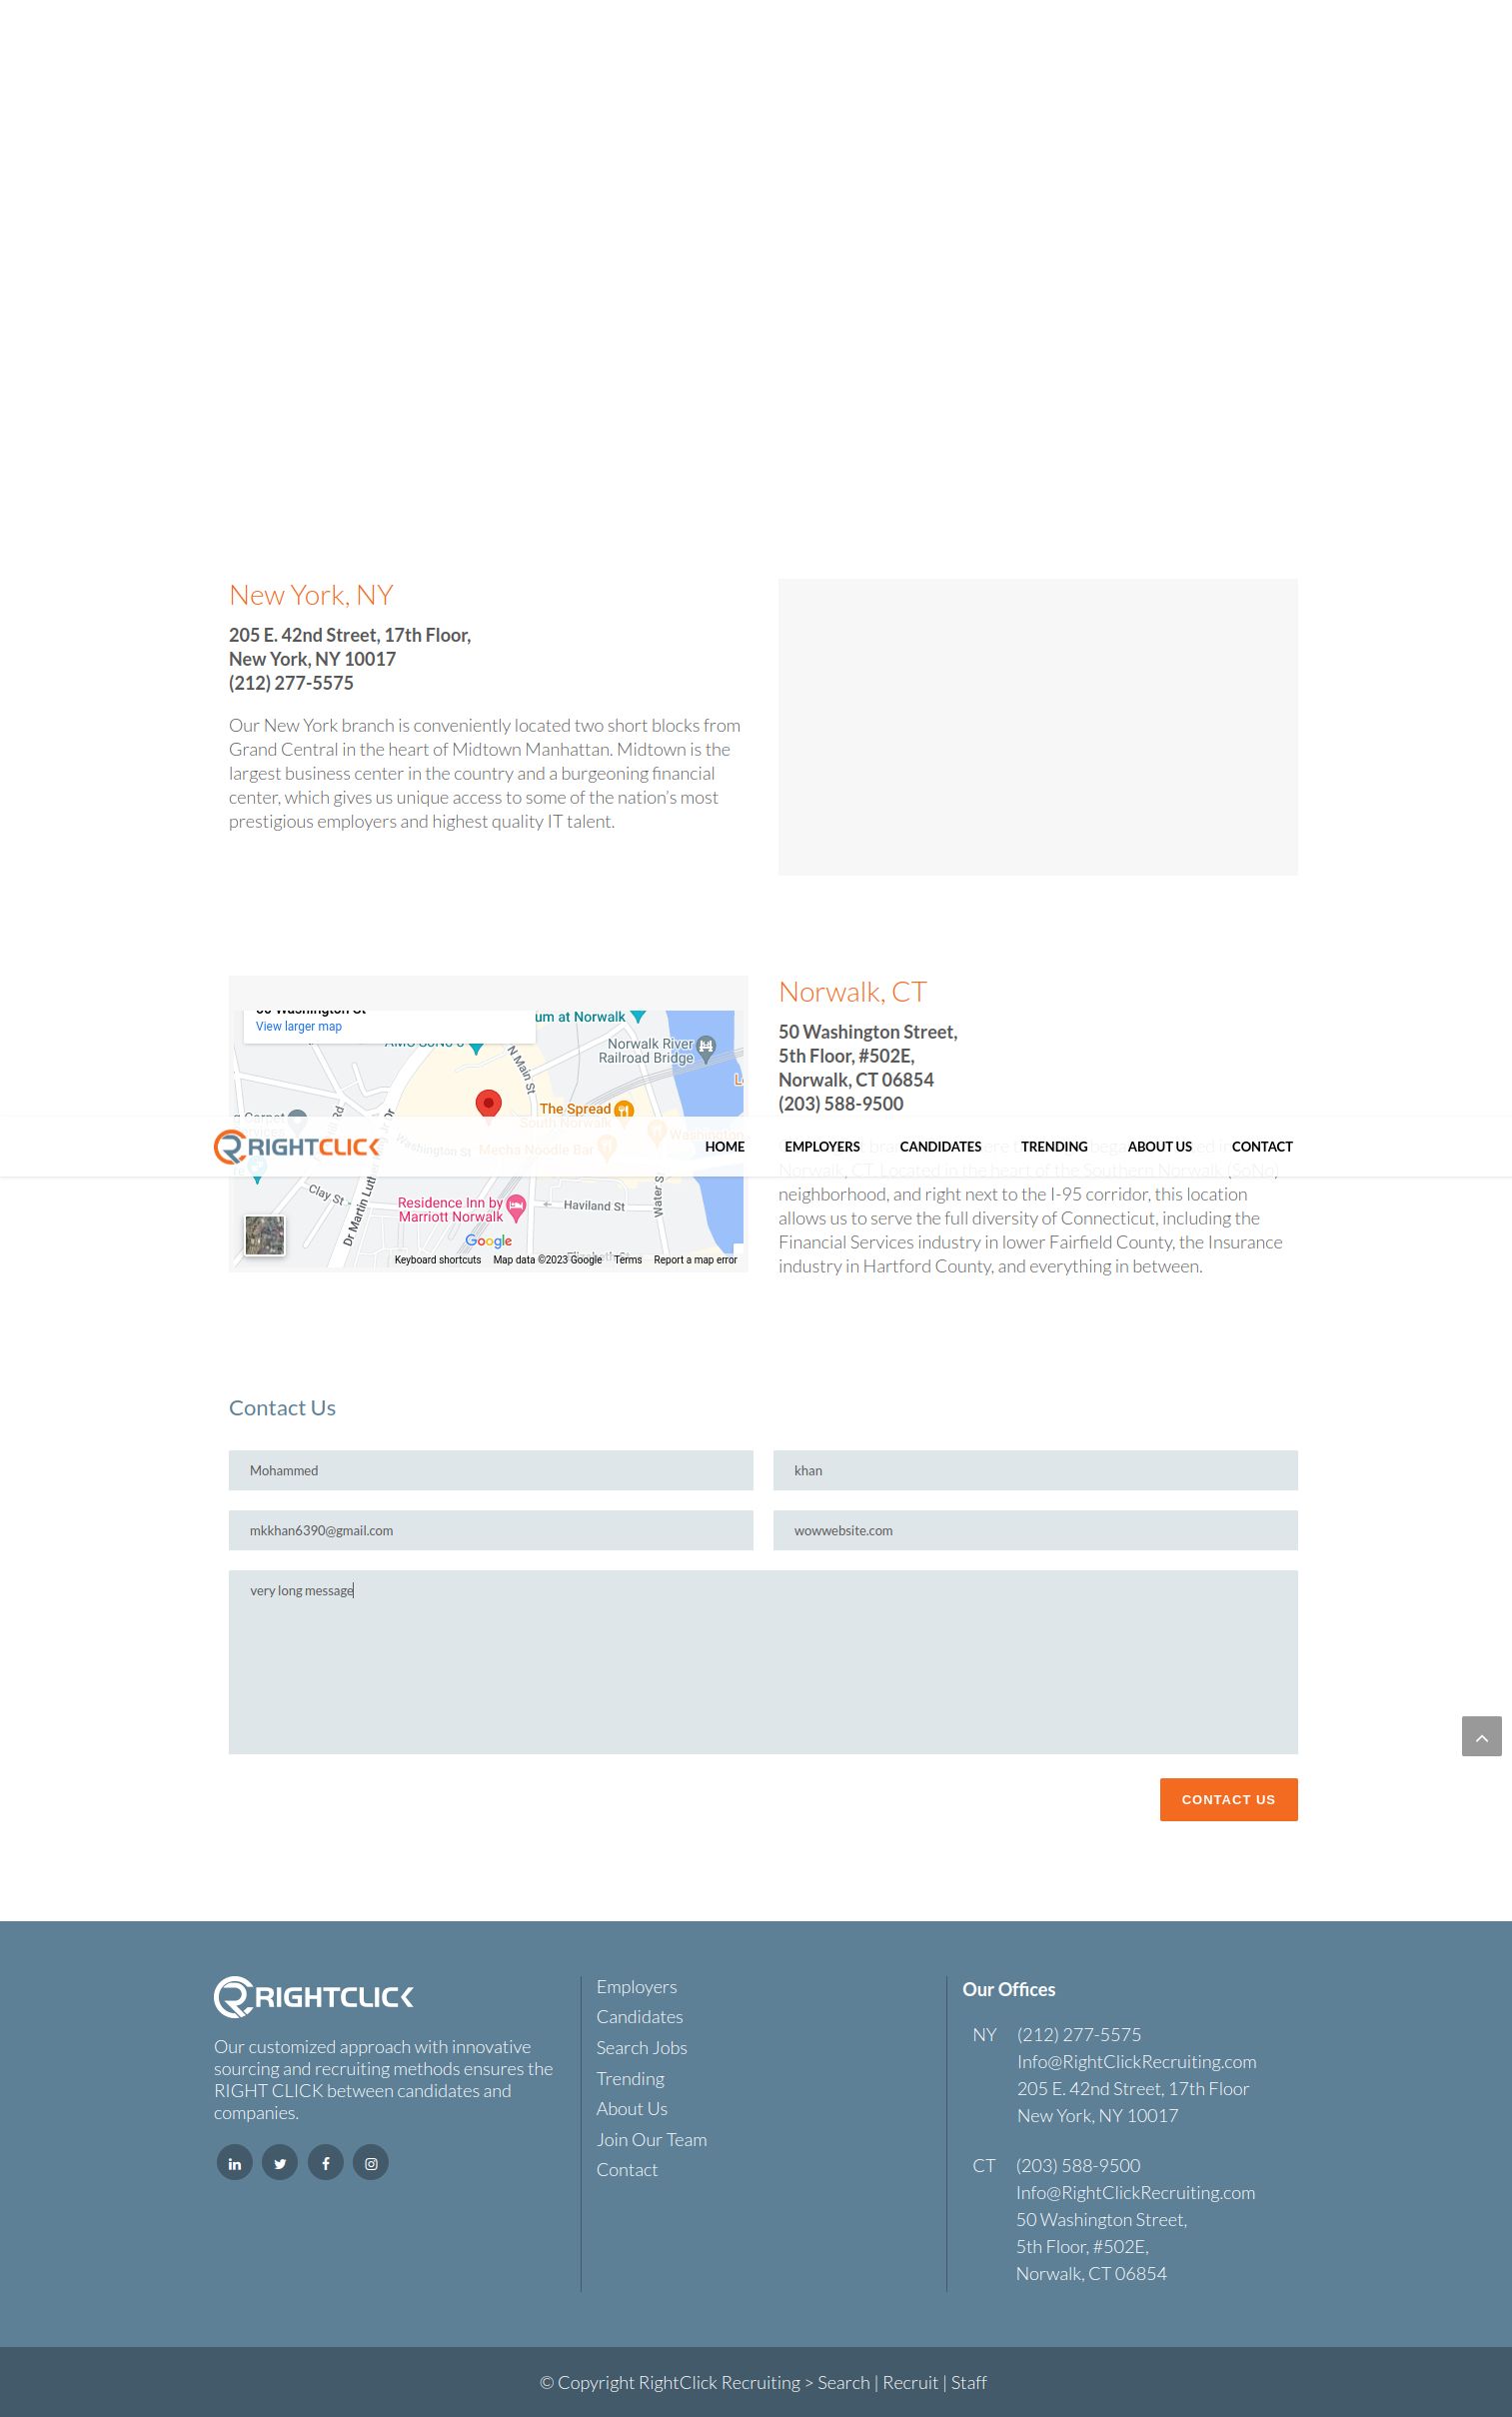 New York, NY
205 E. 42nd Street, 17th Floor,
New York, NY 10017
(212) 277-5575
Our New York branch is conveniently located two short blocks from
Grand Central in the heart of Midtown Manhattan. Midtown is the
largest business center in the country and a burgeoning financial
center, which gives us unique access to some of the nation's most
prestigious employers and highest quality IT talent.
View larger map
um at Norwalk
Norwalk River
Railroad Bridge
N Main St
The Spread
South Norwalk
Washington St
Mecha Noodle Bar
Washington
Clay St
Dr Martin Luth
Residence Inn by
Marriott Norwalk
Haviland St
Water S
Google
Keyboard shortcuts Map data ©2023 Google Terms Report a map error
Norwalk, CT
50 Washington Street,
5th Floor, #502E,
Norwalk, CT 06854
(203) 588-9500
RIGHTCLICK
HOME EMPLOYERS CANDIDATES TRENDING ABOUT US CONTACT
Norwalk, CT. Located in the heart of the Southern Norwalk (SoNo)
neighborhood, and right next to the I-95 corridor, this location
allows us to serve the full diversity of Connecticut, including the
Financial Services industry in lower Fairfield County, the Insurance
industry in Hartford County, and everything in between.
Contact Us
Mohammed
khan
mkkhan6390@gmail.com
wowwebsite.com
very long message
CONTACT US
RIGHTCLICK
Our customized approach with innovative
sourcing and recruiting methods ensures the
RIGHT CLICK between candidates and
companies.
Employers
Candidates
Search Jobs
Trending
About Us
Join Our Team
Contact
Our Offices
NY (212) 277-5575
Info@RightClickRecruiting.com
205 E. 42nd Street, 17th Floor
New York, NY 10017
CT (203) 588-9500
Info@RightClickRecruiting.com
50 Washington Street,
5th Floor, #502E,
Norwalk, CT 06854
© Copyright RightClick Recruiting > Search | Recruit | Staff